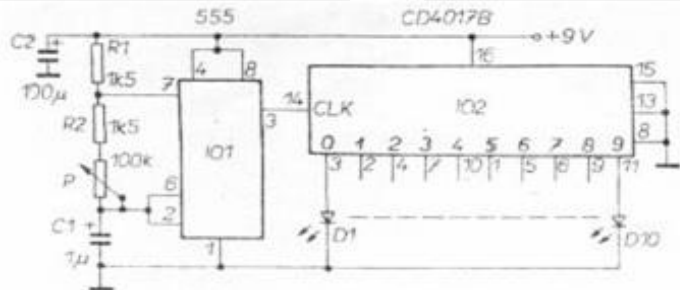 555 CD4017B
C2 + R1 +9V
4 8 16
100µ 1k5 7 14 CLK IO2 15
3 13
R2 1k5 IO1 8
0 1 2 3 4 5 6 7 8 9
100k 3 2 4 7 10 1 5 6 9 11
P 6
2 D1 D10
C1 +
1µ 1